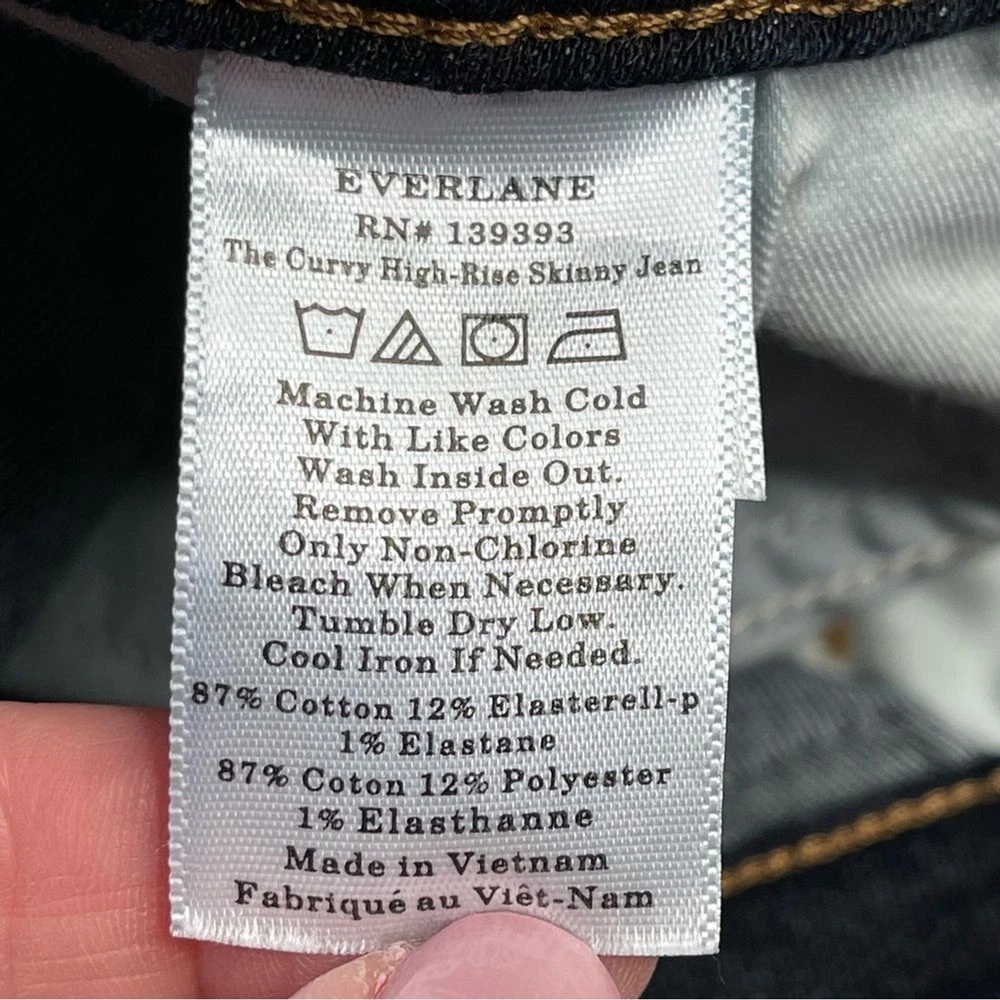 EVERLANE
RN# 139393
The Curvy High-Rise Skinny Jean
Machine Wash Cold
With Like Colors
Wash Inside Out.
Remove Promptly
Only Non-Chlorine
Bleach When Necessary.
Tumble Dry Low.
Cool Iron If Needed.
87% Cotton 12% Elasterell-p
1% Elastane
87% Coton 12% Polyester
1% Elasthanne
Made in Vietnam
Fabriqué au Viêt-Nam